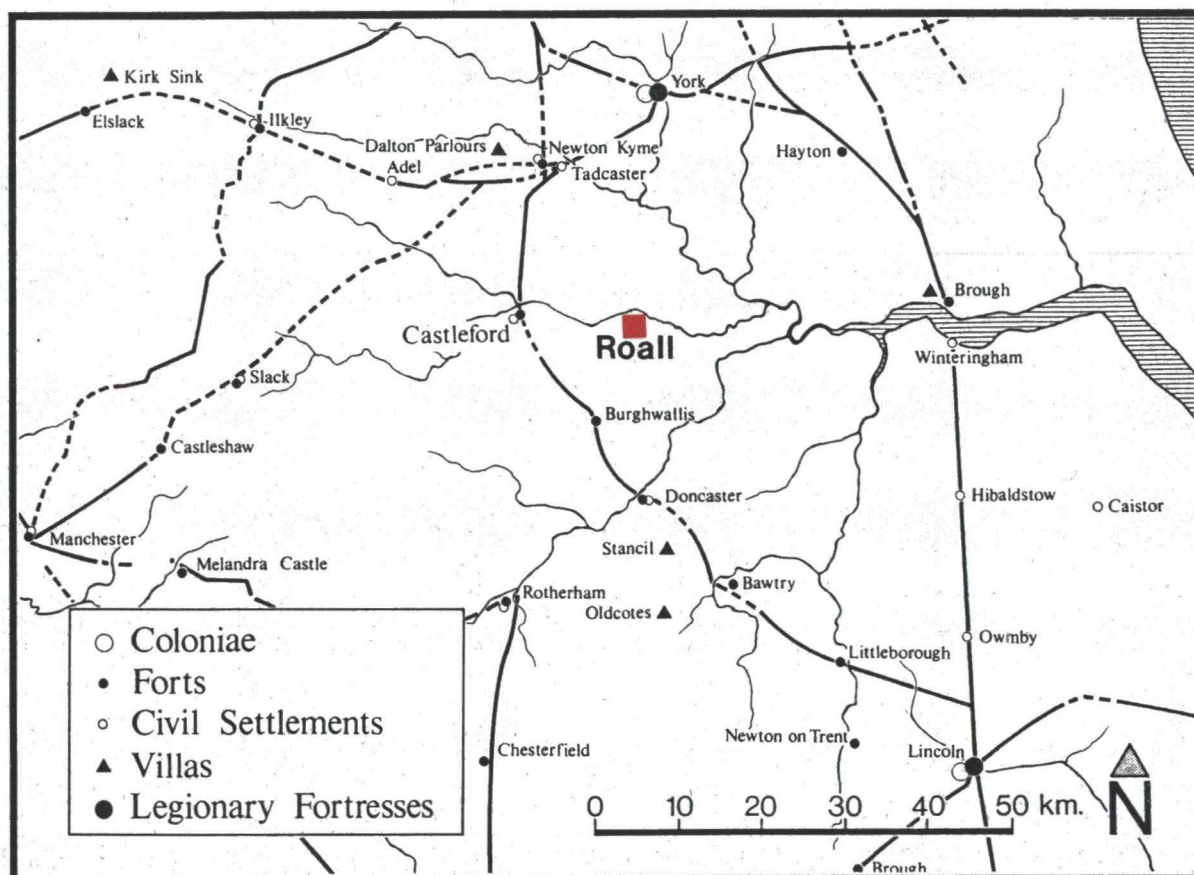 Kirk Sink
York
Elslack
Ilkley
Dalton Parlours
Newton Kyme
Hayton
Adel
Tadcaster
Brough
Castleford
Roall
Winteringham
Slack
Burghwallis
Castleshaw
Hibaldstow
Doncaster
Caistor
Manchester
Stancil
Melandra Castle
Bawtry
Rotherham
Oldcotes
Owmby
Littleborough
Coloniae
Forts
Civil Settlements
Villas
Legionary Fortresses
Newton on Trent
Lincoln
Chesterfield
0 10 20 30 40 50 km.
N
Brough